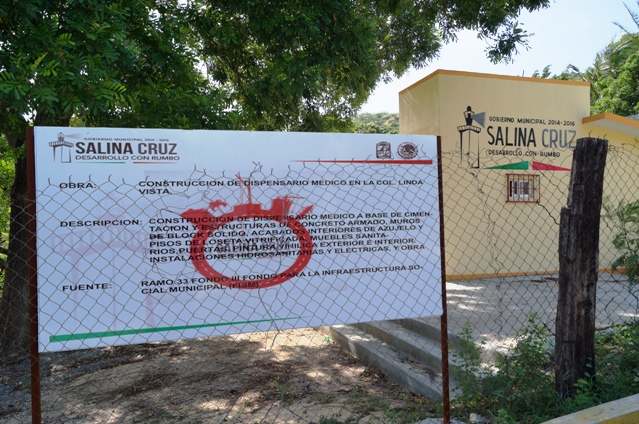 GOBIERNO MUNICIPAL 2014 - 2016
SALINA CRUZ
DESARROLLO CON RUMBO
OBRA: CONSTRUCCION DE DISPENSARIO MEDICO EN LA COL. LINDA
VISTA.
DESCRIPCION: CONSTRUCCION DE DISPENSARIO MEDICO A BASE DE CIMEN-
TACION Y ESTRUCTURAS DE CONCRETO ARMADO, MUROS
DE BLOCK SOLIDO, ACABADOS INTERIORES DE AZULEJO Y
PISOS DE LOSETA VITRIFICADA, MUEBLES SANITA-
RIOS, PUERTAS, PINTURA VINILICA EXTERIOR E INTERIOR,
INSTALACIONES HIDROSANITARIAS Y ELECTRICAS, Y OBRA
FUENTE: RAMO 33 FONDO III FONDO PARA LA INFRAESTRUCTURA SO-
CIAL MUNICIPAL (FISM)
GOBIERNO MUNICIPAL 2014-2016
SALINA CRUZ
DESARROLLO CON RUMBO